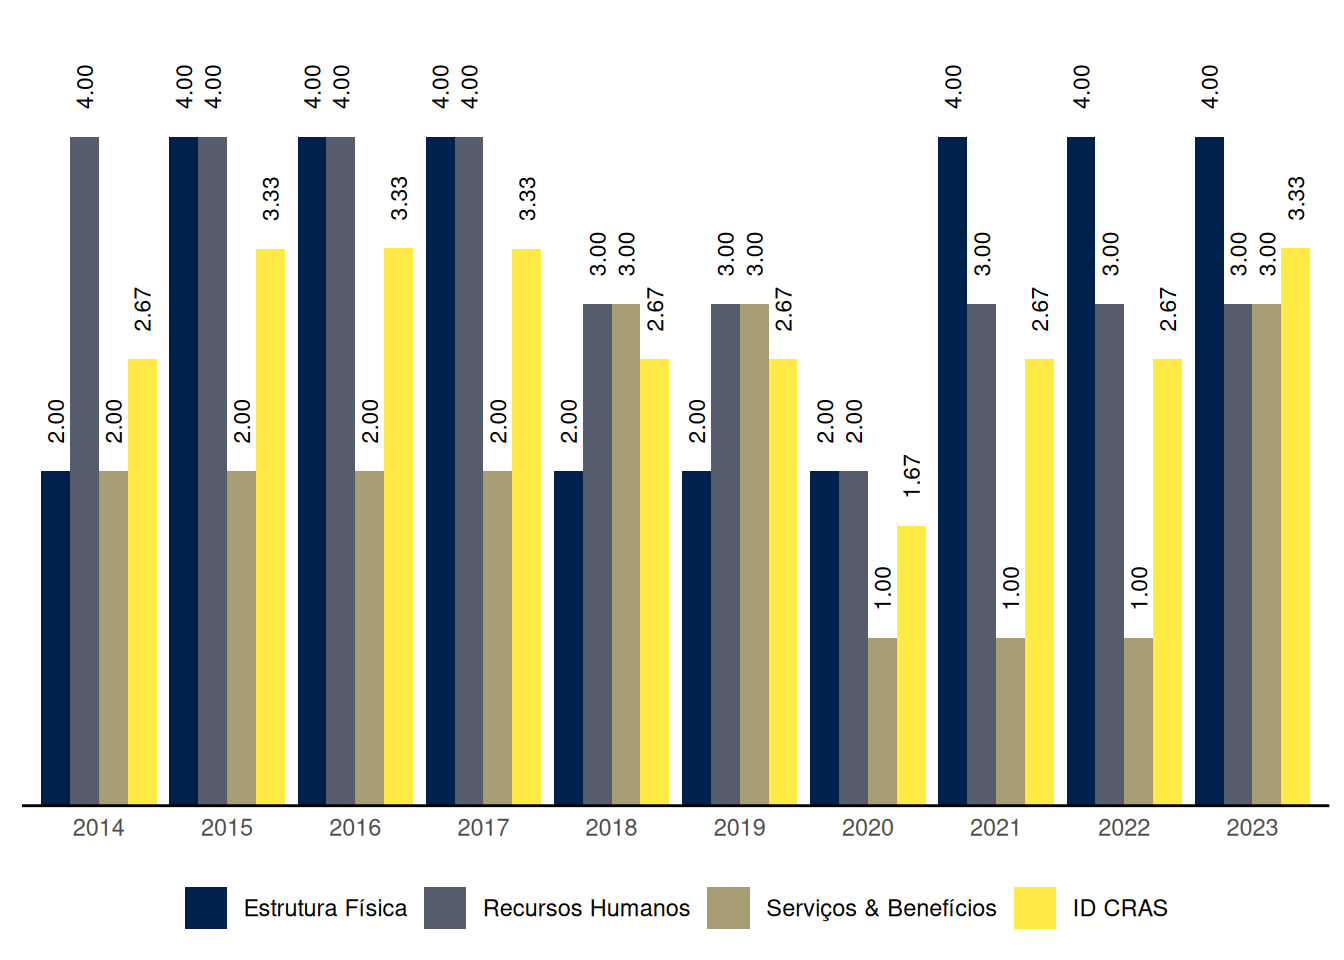 4.00 4.00 4.00 4.00 4.00 4.00 4.00 4.00 4.00 4.00
3.33 3.33 3.33 3.33
3.00 3.00 3.00 3.00 3.00 3.00 3.00 3.00
2.67 2.67 2.67 2.67 2.67
2.00 2.00 2.00 2.00 2.00 2.00 2.00 2.00 2.00
1.67
1.00 1.00 1.00
2014 2015 2016 2017 2018 2019 2020 2021 2022 2023
Estrutura Física Recursos Humanos Serviços & Benefícios ID CRAS